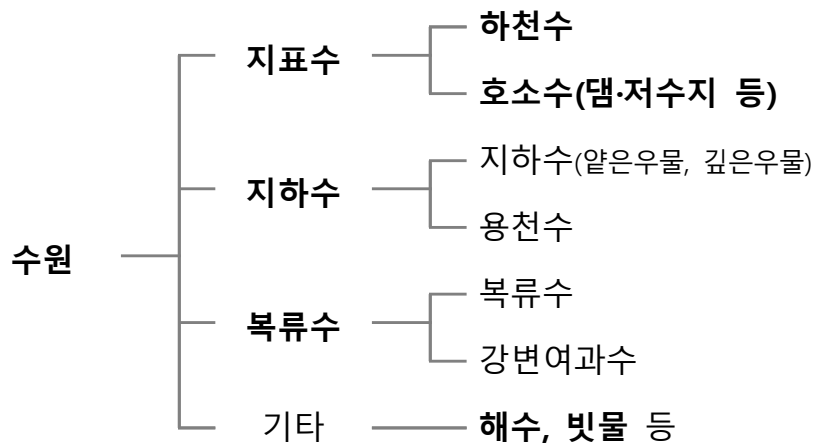 하천수
지표수
호소수(댐·저수지 등)
지하수(얕은우물, 깊은우물)
지하수
용천수
수원
복류수
복류수
강변여과수
기타
해수, 빗물 등